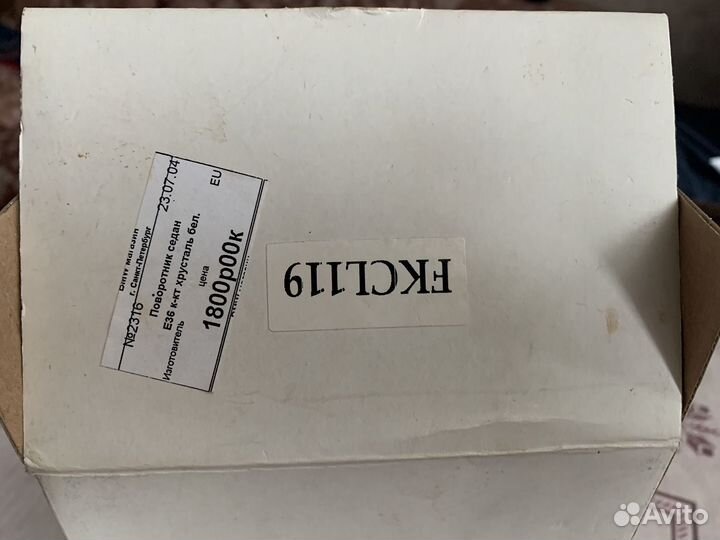 BMW магазин
г. Санкт-Петербург
№2316 23.07.04
Поворотник седан
E36 к-кт хрусталь бел.
Изготовитель цена EU
1800р00к
FKCL119
Avito